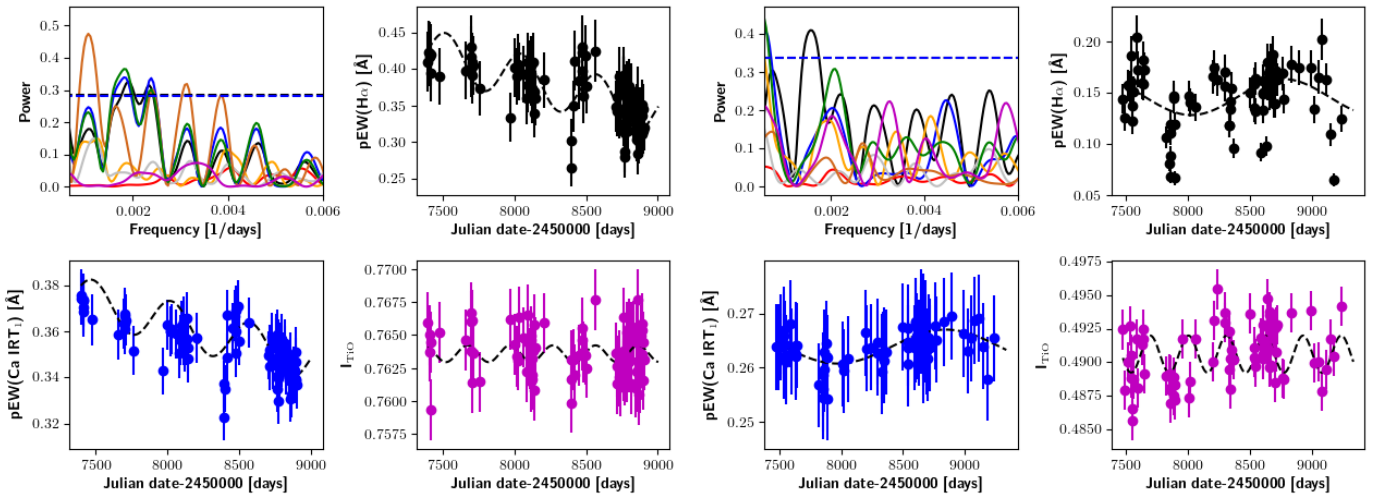 0.5
0.4
0.3
0.2
0.1
0.0
Power
0.002 0.004 0.006
Frequency [1/days]
0.45
0.40
0.35
0.30
0.25
pEW(Hα) [Å]
7500 8000 8500 9000
Julian date-2450000 [days]
0.4
0.3
0.2
0.1
0.0
Power
0.002 0.004 0.006
Frequency [1/days]
0.20
0.15
0.10
0.05
pEW(Hα) [Å]
7500 8000 8500 9000
Julian date-2450000 [days]
0.38
0.36
0.34
0.32
pEW(Ca IRT₁) [Å]
7500 8000 8500 9000
Julian date-2450000 [days]
0.7700
0.7675
0.7650
0.7625
0.7600
0.7575
I_TiO
7500 8000 8500 9000
Julian date-2450000 [days]
0.27
0.26
0.25
pEW(Ca IRT₁) [Å]
7500 8000 8500 9000
Julian date-2450000 [days]
0.4975
0.4950
0.4925
0.4900
0.4875
0.4850
I_TiO
7500 8000 8500 9000
Julian date-2450000 [days]